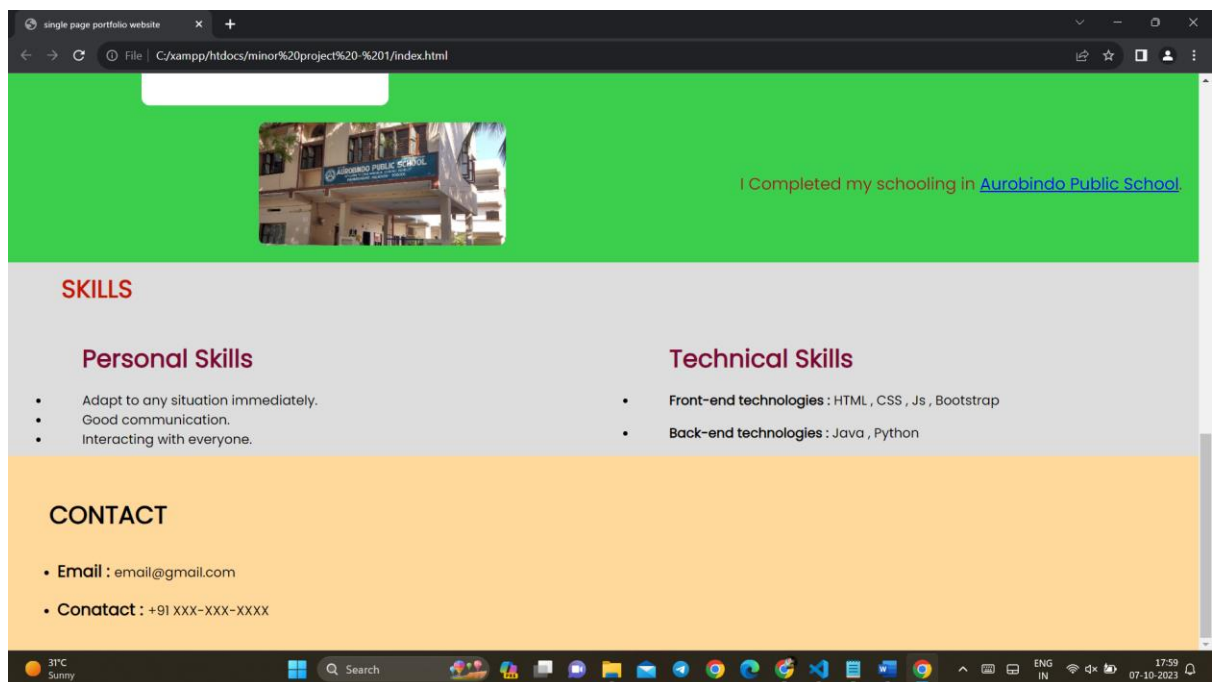 single page portfolio website
File C:/xampp/htdocs/minor%20project%20-%201/index.html
AUROBINDO PUBLIC SCHOOL
I Completed my schooling in Aurobindo Public School.
SKILLS
Personal Skills
Adapt to any situation immediately.
Good communication.
Interacting with everyone.
Technical Skills
Front-end technologies : HTML , CSS , Js , Bootstrap
Back-end technologies : Java , Python
CONTACT
Email : email@gmail.com
Conatact : +91 XXX-XXX-XXXX
31°C
Sunny
Search
ENG
IN
17:59
07-10-2023